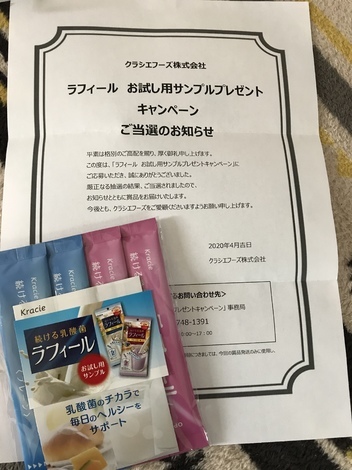 クラシエフーズ株式会社
ラフィール お試し用サンプルプレゼント
キャンペーン
ご当選のお知らせ
平素は格別のご高配を賜り、厚く御礼申し上げます。
この度は、「ラフィール お試し用サンプルプレゼントキャンペーン」に
ご応募いただき、誠にありがとうございました。
厳正なる抽選の結果、ご当選されましたので、
お知らせとともに賞品をお届けいたします。
今後とも、クラシエフーズをご愛顧くださいますようお願い申し上げます。
2020年4月吉日
クラシエフーズ株式会社
るお問い合わせ先>
プレゼントキャンペーン」事務局
748-1391
:00~17:00
Kracie
Kracie
Kracie
Kracie
続ける
続け
Kracie
続ける乳酸菌
ラフィール
お試し用
サンプル
乳酸菌のチカラで
毎日のヘルシーを
サポート